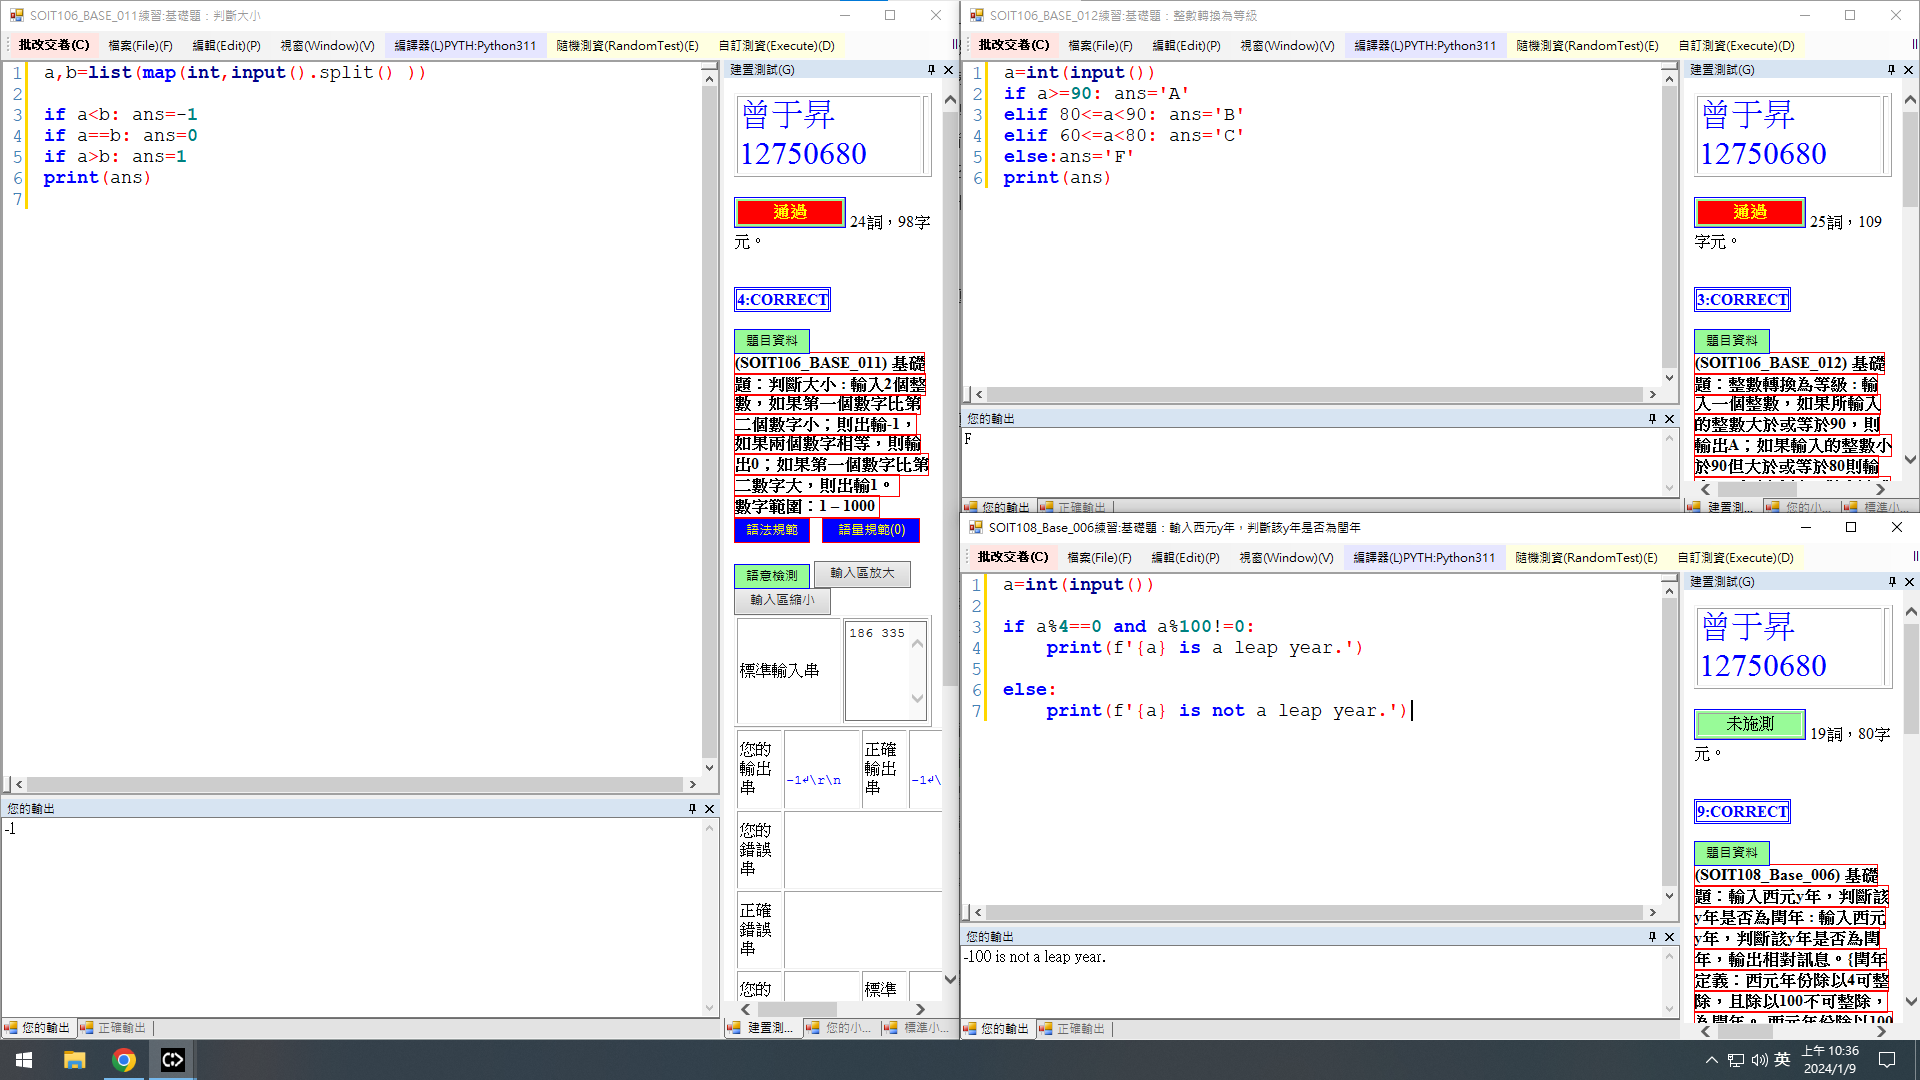 SOIT106_BASE_011練習:基礎題：判斷大小
批改交卷(C) 檔案(File)(F) 編輯(Edit)(P) 視窗(Window)(V) 編譯器(L)PYTH:Python311 隨機測資(RandomTest)(E) 自訂測資(Execute)(D)
1 a,b=list(map(int,input().split() ))
2
3 if a<b: ans=-1
4 if a==b: ans=0
5 if a>b: ans=1
6 print(ans)
7
您的輸出
-1
您的輸出 正確輸出
建置測試(G)
曾于昇
12750680
通過 24詞，98字
元。
4:CORRECT
題目資料
(SOIT106_BASE_011) 基礎
題：判斷大小 : 輸入2個整
數，如果第一個數字比第
二個數字小；則出輸-1，
如果兩個數字相等，則輸
出0；如果第一個數字比第
二數字大，則出輸1。
數字範圍：1 – 1000
語法規範 語量規範(0)
語意檢測 輸入區放大
輸入區縮小
標準輸入串 186 335
您的
輸出
串
-1↵\r\n
正確
輸出
串
-1↵\
您的
錯誤
串
正確
錯誤
串
您的 標準
建置測... 您的小... 標準小...
SOIT106_BASE_012練習:基礎題：整數轉換為等級
批改交卷(C) 檔案(File)(F) 編輯(Edit)(P) 視窗(Window)(V) 編譯器(L)PYTH:Python311 隨機測資(RandomTest)(E) 自訂測資(Execute)(D)
1 a=int(input())
2 if a>=90: ans='A'
3 elif 80<=a<90: ans='B'
4 elif 60<=a<80: ans='C'
5 else:ans='F'
6 print(ans)
您的輸出
F
您的輸出 正確輸出
建置測試(G)
曾于昇
12750680
通過 25詞，109
字元。
3:CORRECT
題目資料
(SOIT106_BASE_012) 基礎
題：整數轉換為等級 : 輸
入一個整數，如果所輸入
的整數大於或等於90，則
輸出A；如果輸入的整數小
於90但大於或等於80則輸
建置測... 您的小... 標準小...
SOIT108_Base_006練習:基礎題：輸入西元y年，判斷該y年是否為閏年
批改交卷(C) 檔案(File)(F) 編輯(Edit)(P) 視窗(Window)(V) 編譯器(L)PYTH:Python311 隨機測資(RandomTest)(E) 自訂測資(Execute)(D)
1 a=int(input())
2
3 if a%4==0 and a%100!=0:
4 print(f'{a} is a leap year.')
5
6 else:
7 print(f'{a} is not a leap year.')
您的輸出
-100 is not a leap year.
您的輸出 正確輸出
建置測試(G)
曾于昇
12750680
未施測 19詞，80字
元。
9:CORRECT
題目資料
(SOIT108_Base_006) 基礎
題：輸入西元y年，判斷該
y年是否為閏年 : 輸入西元
y年，判斷該y年是否為閏
年，輸出相對訊息。{閏年
定義：西元年份除以4可整
除，且除以100不可整除，
為閏年。西元年份除以100
英 上午 10:36
2024/1/9